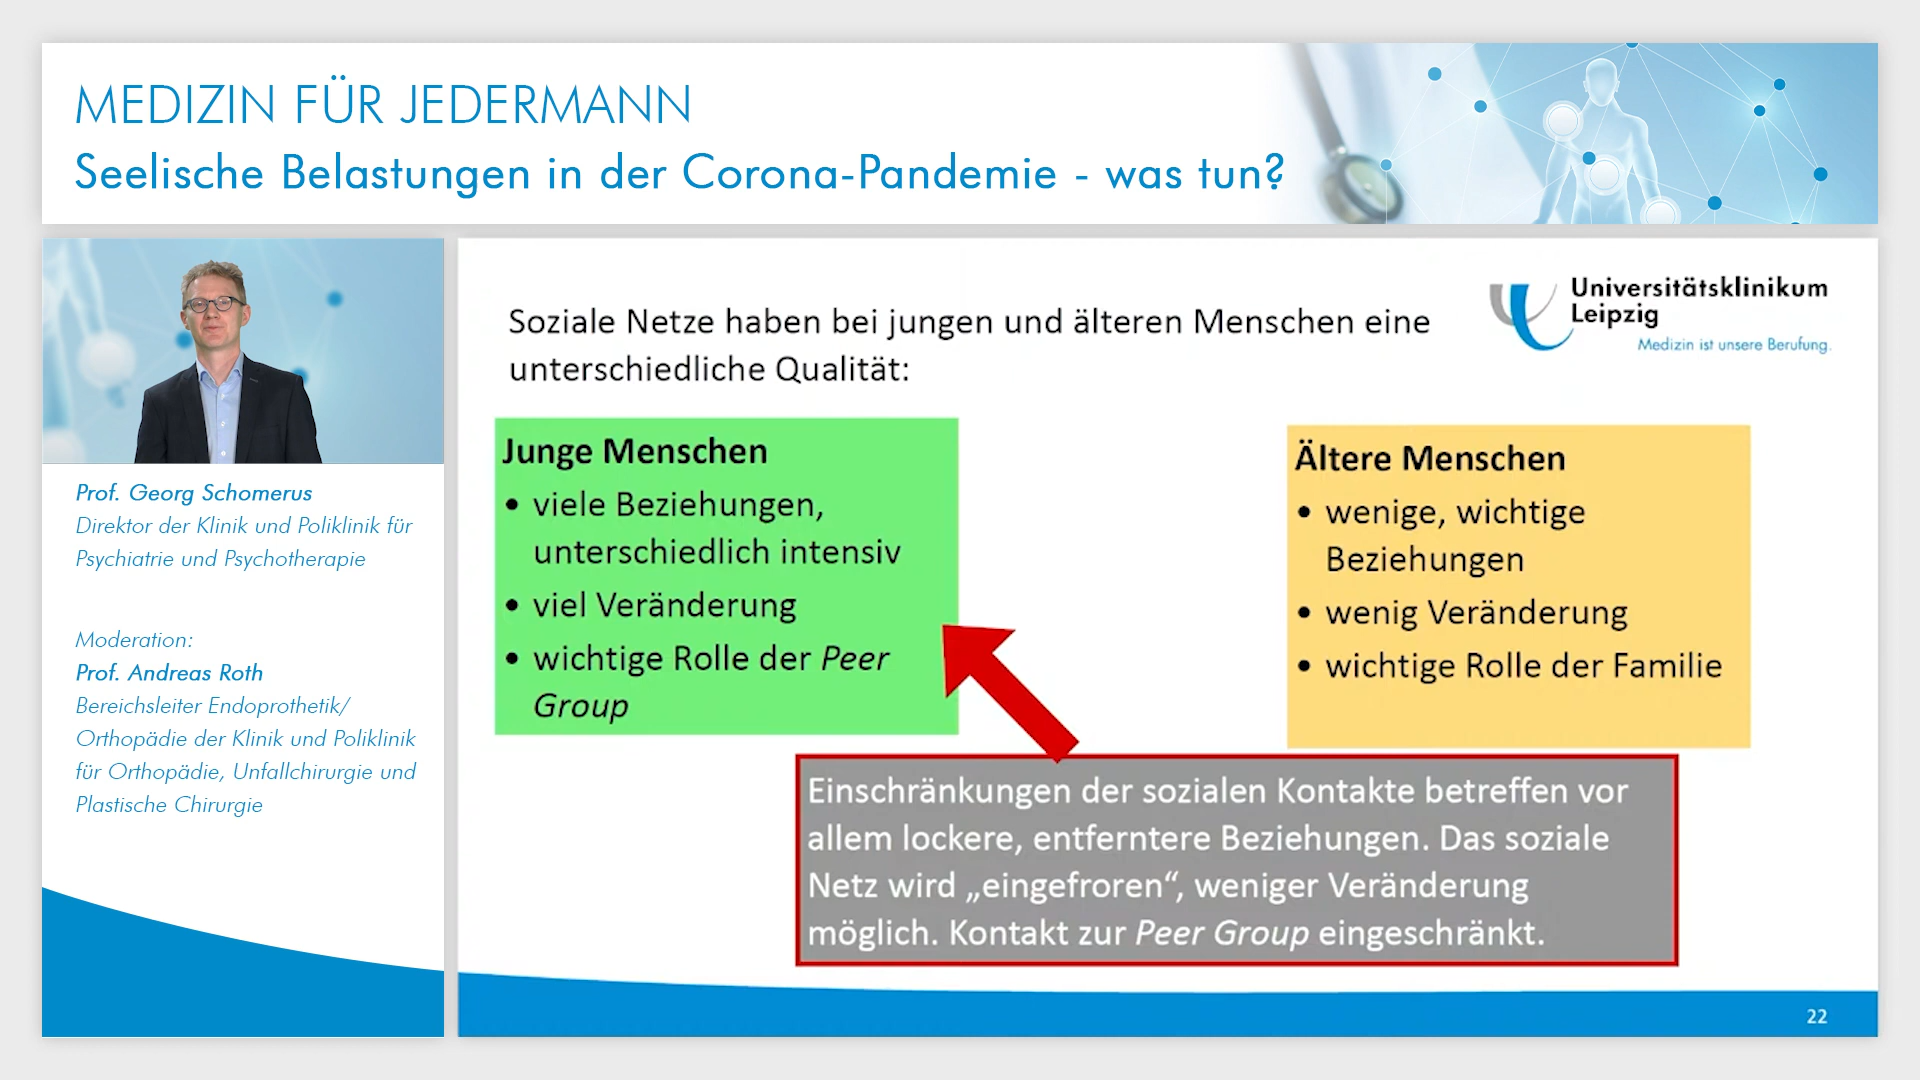 MEDIZIN FÜR JEDERMANN
Seelische Belastungen in der Corona-Pandemie - was tun?
Prof. Georg Schomerus
Direktor der Klinik und Poliklinik für
Psychiatrie und Psychotherapie
Moderation:
Prof. Andreas Roth
Bereichsleiter Endoprothetik/
Orthopädie der Klinik und Poliklinik
für Orthopädie, Unfallchirurgie und
Plastische Chirurgie
Universitätsklinikum
Leipzig
Medizin ist unsere Berufung.
Soziale Netze haben bei jungen und älteren Menschen eine
unterschiedliche Qualität:
Junge Menschen
• viele Beziehungen,
unterschiedlich intensiv
• viel Veränderung
• wichtige Rolle der Peer
Group
Ältere Menschen
• wenige, wichtige
Beziehungen
• wenig Veränderung
• wichtige Rolle der Familie
Einschränkungen der sozialen Kontakte betreffen vor
allem lockere, entferntere Beziehungen. Das soziale
Netz wird „eingefroren“, weniger Veränderung
möglich. Kontakt zur Peer Group eingeschränkt.
22